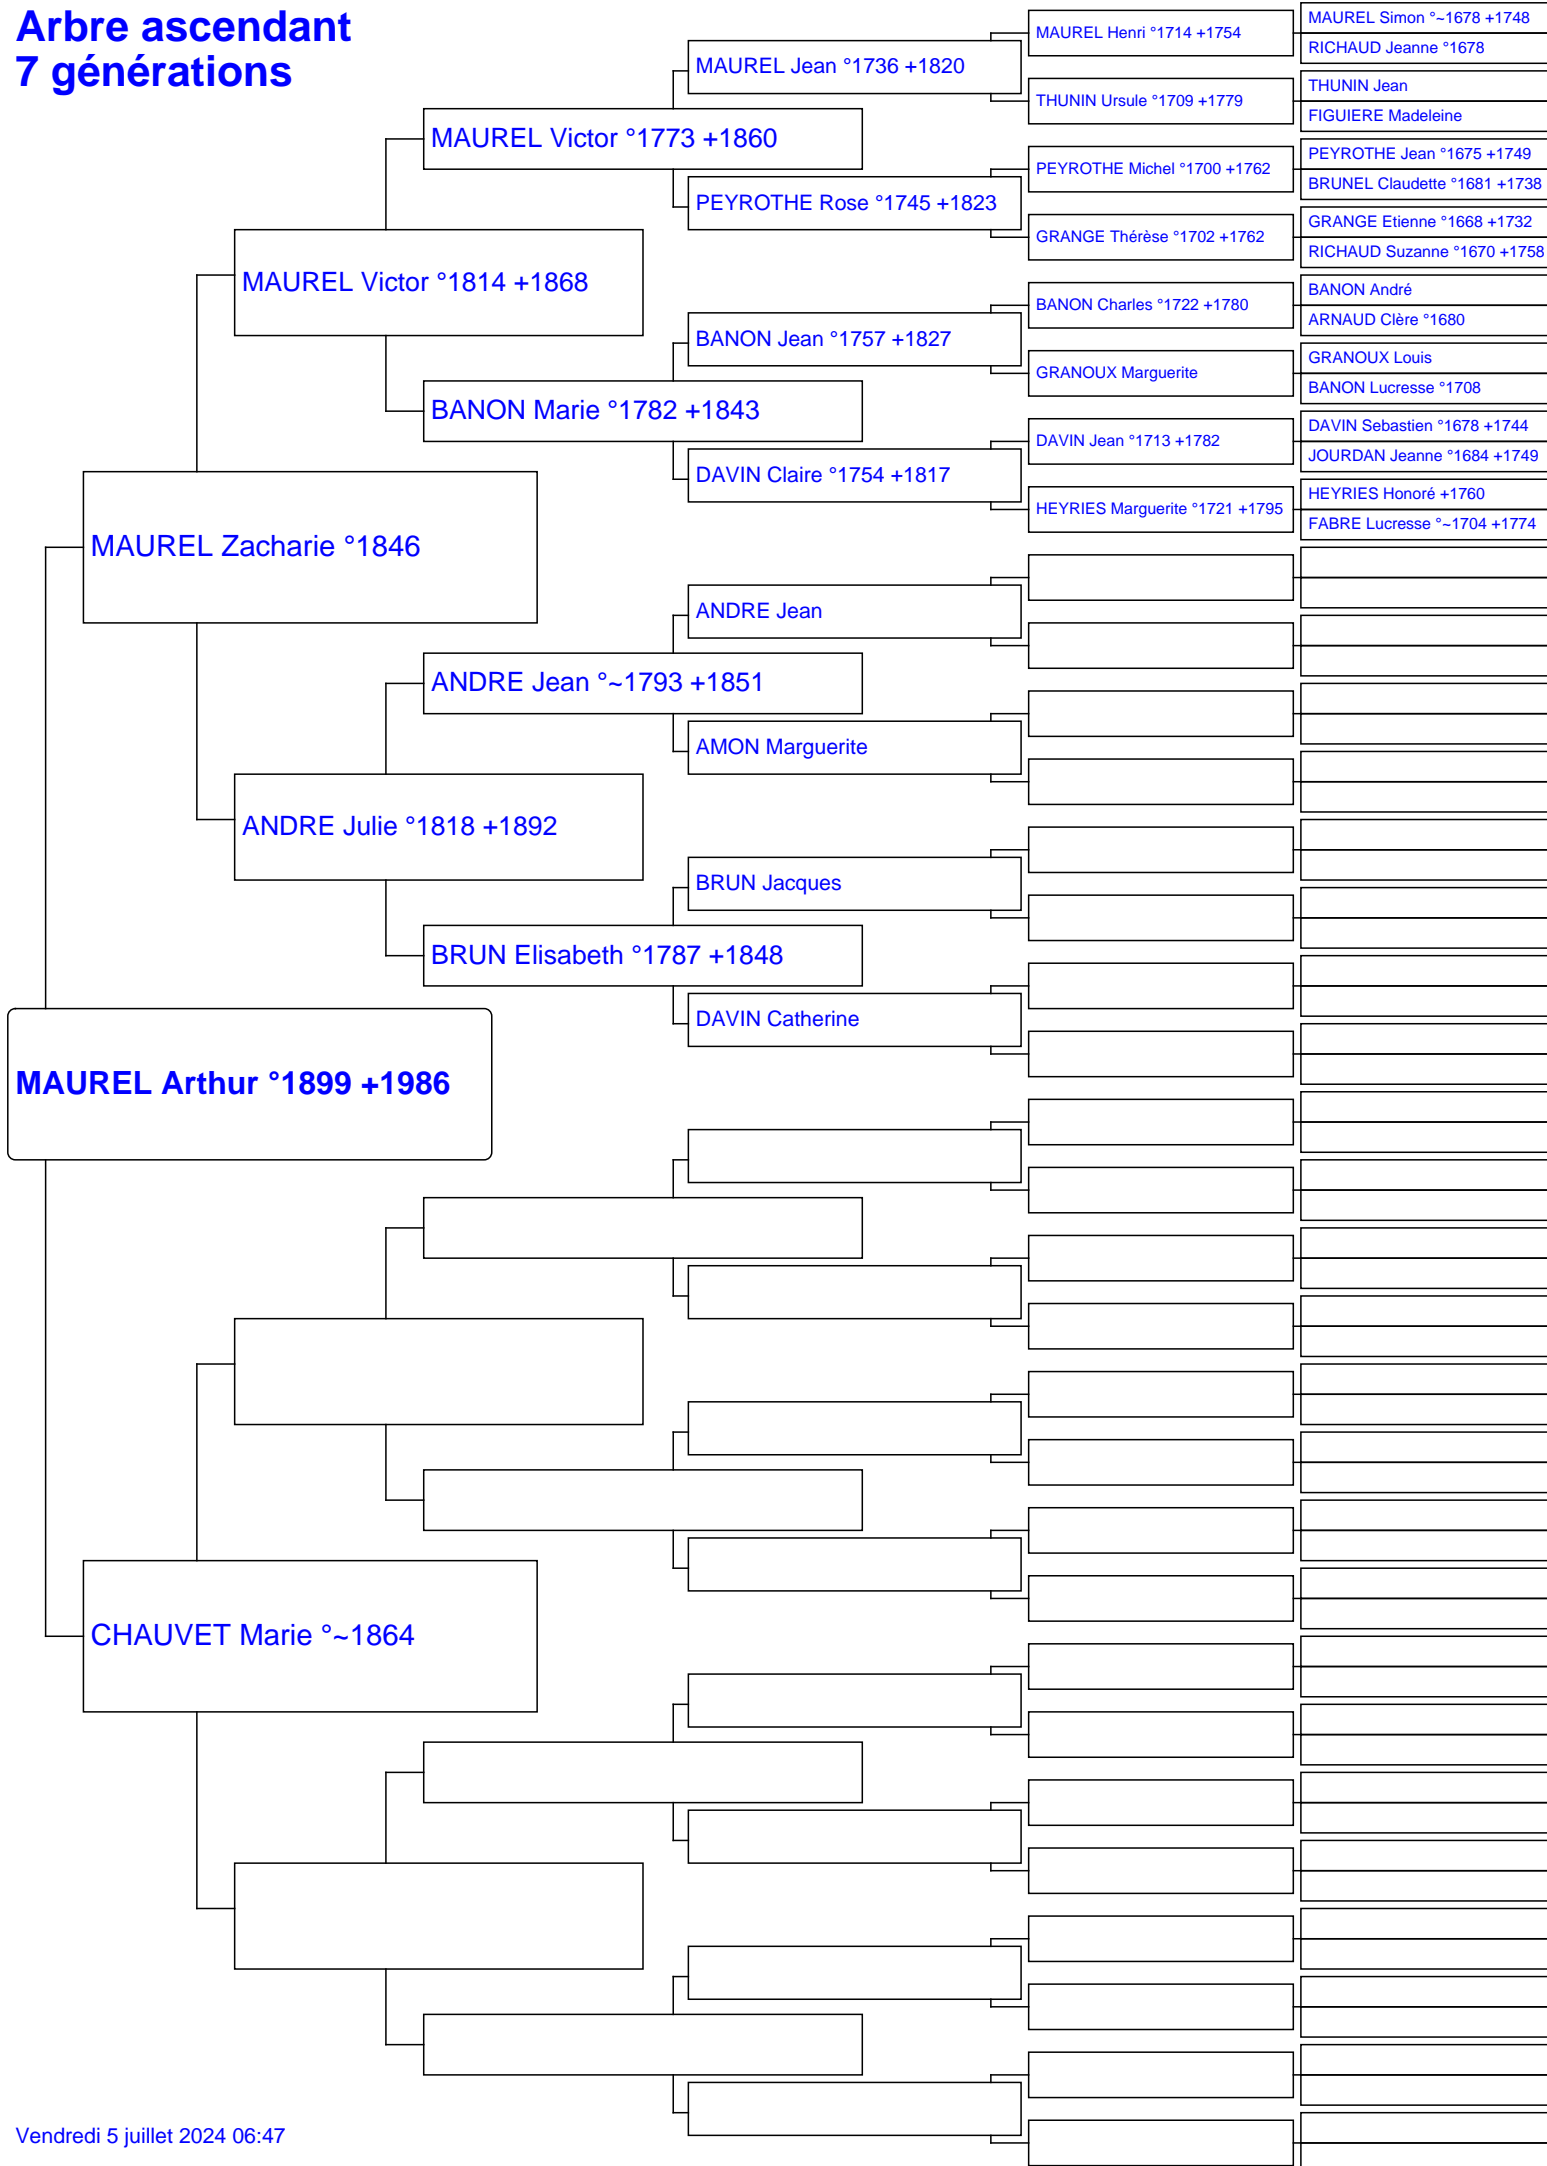 Arbre ascendant
7 générations
MAUREL Arthur °1899 +1986
MAUREL Zacharie °1846
CHAUVET Marie °~1864
MAUREL Victor °1814 +1868
ANDRE Julie °1818 +1892
MAUREL Victor °1773 +1860
BANON Marie °1782 +1843
ANDRE Jean °~1793 +1851
BRUN Elisabeth °1787 +1848
MAUREL Jean °1736 +1820
PEYROTHE Rose °1745 +1823
BANON Jean °1757 +1827
DAVIN Claire °1754 +1817
ANDRE Jean
AMON Marguerite
BRUN Jacques
DAVIN Catherine
MAUREL Henri °1714 +1754
THUNIN Ursule °1709 +1779
PEYROTHE Michel °1700 +1762
GRANGE Thérèse °1702 +1762
BANON Charles °1722 +1780
GRANOUX Marguerite
DAVIN Jean °1713 +1782
HEYRIES Marguerite °1721 +1795
MAUREL Simon °~1678 +1748
RICHAUD Jeanne °1678
THUNIN Jean
FIGUIERE Madeleine
PEYROTHE Jean °1675 +1749
BRUNEL Claudette °1681 +1738
GRANGE Etienne °1668 +1732
RICHAUD Suzanne °1670 +1758
BANON André
ARNAUD Clère °1680
GRANOUX Louis
BANON Lucresse °1708
DAVIN Sebastien °1678 +1744
JOURDAN Jeanne °1684 +1749
HEYRIES Honoré +1760
FABRE Lucresse °~1704 +1774
Vendredi 5 juillet 2024 06:47